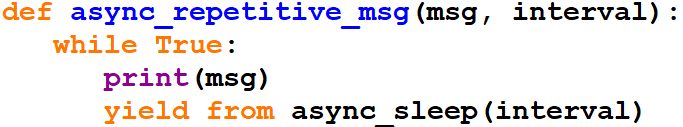 def async_repetitive_msg(msg, interval):
    while True:
        print(msg)
        yield from async_sleep(interval)